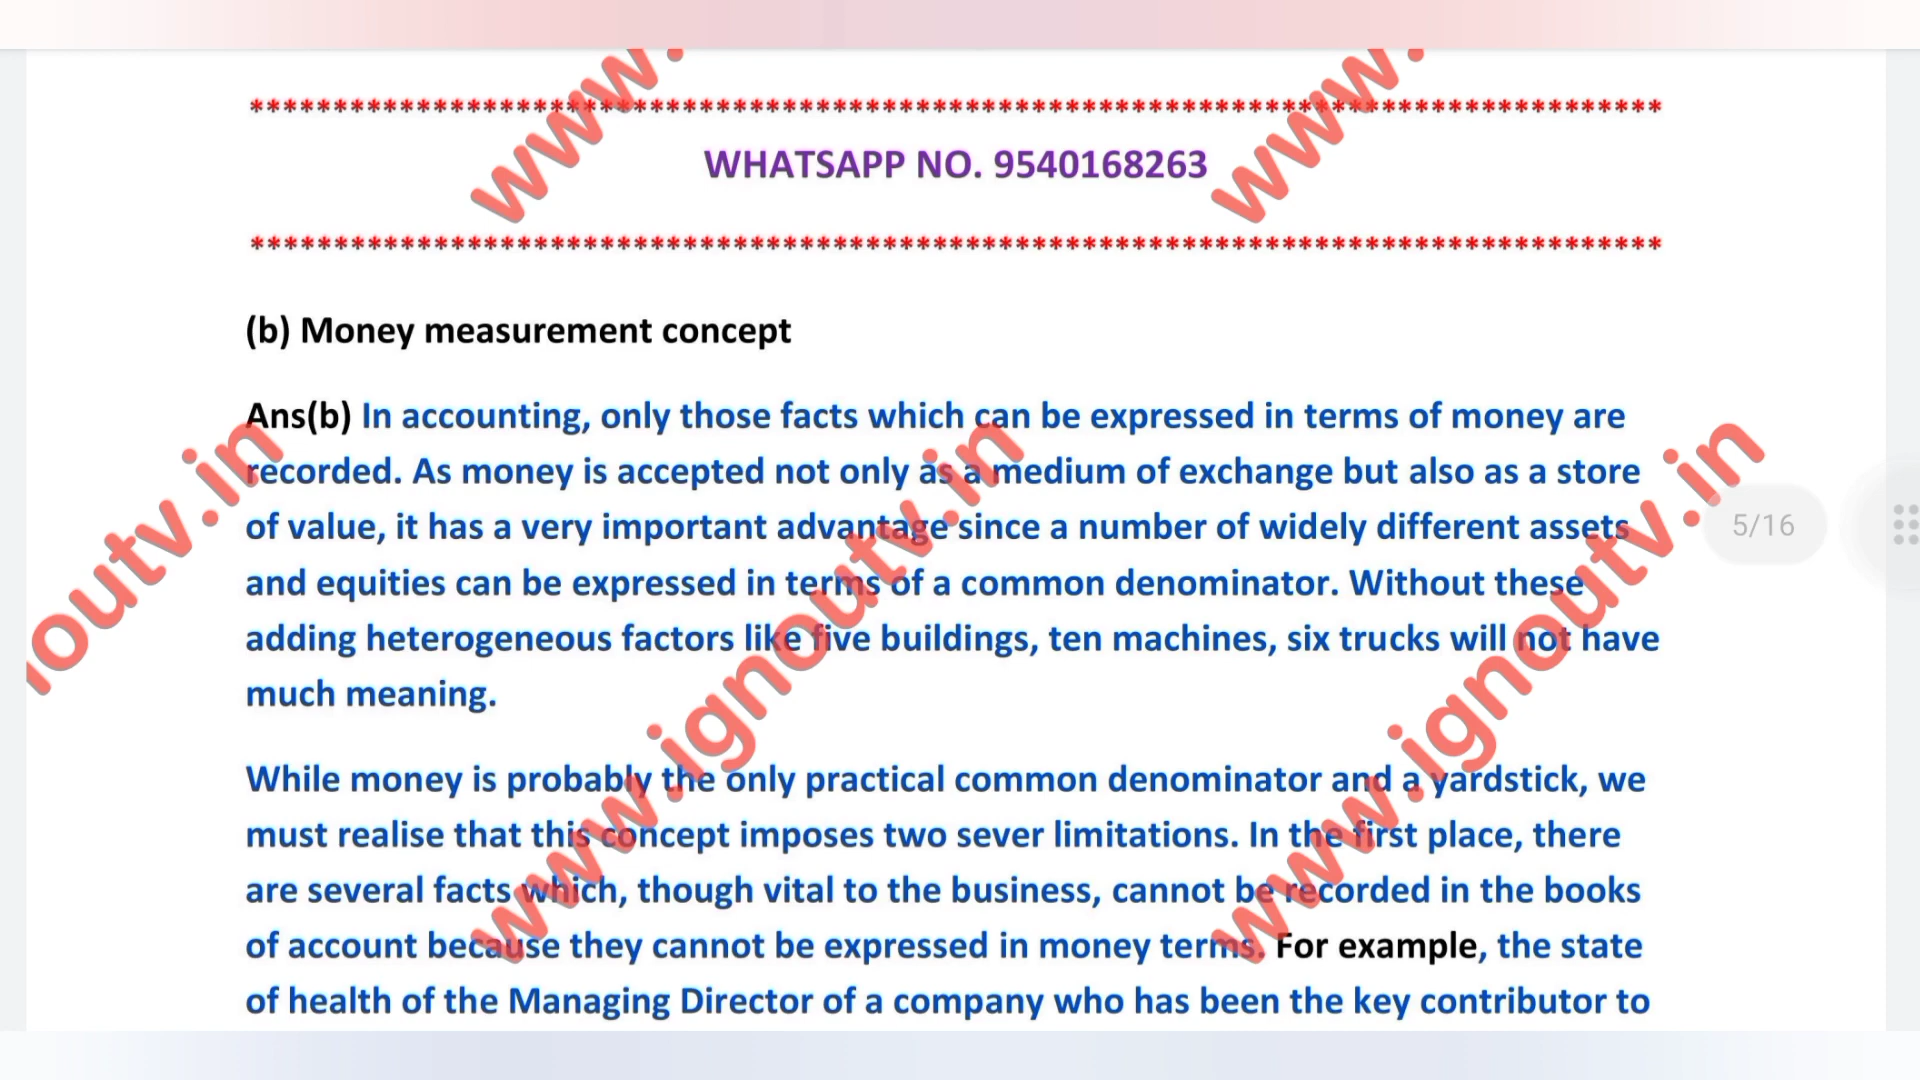 **************************************************************************************
WHATSAPP NO. 9540168263
**************************************************************************************
(b) Money measurement concept
Ans(b) In accounting, only those facts which can be expressed in terms of money are
recorded. As money is accepted not only as a medium of exchange but also as a store
of value, it has a very important advantage since a number of widely different assets
and equities can be expressed in terms of a common denominator. Without these
adding heterogeneous factors like five buildings, ten machines, six trucks will not have
much meaning.
While money is probably the only practical common denominator and a yardstick, we
must realise that this concept imposes two sever limitations. In the first place, there
are several facts which, though vital to the business, cannot be recorded in the books
of account because they cannot be expressed in money terms. For example, the state
of health of the Managing Director of a company who has been the key contributor to
5/16
www.
www.
noutv.in
www.ignoutv.in
www.ignoutv.in